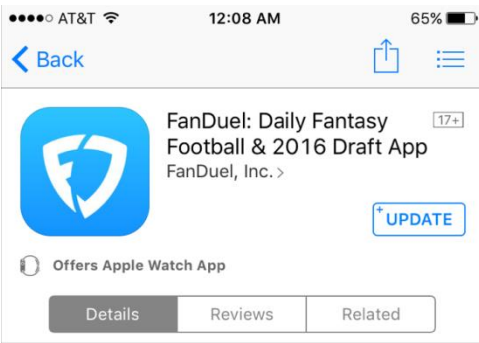 AT&T 12:08 AM 65%
Back
FanDuel: Daily Fantasy 17+
Football & 2016 Draft App
FanDuel, Inc. >
+ UPDATE
Offers Apple Watch App
Details Reviews Related